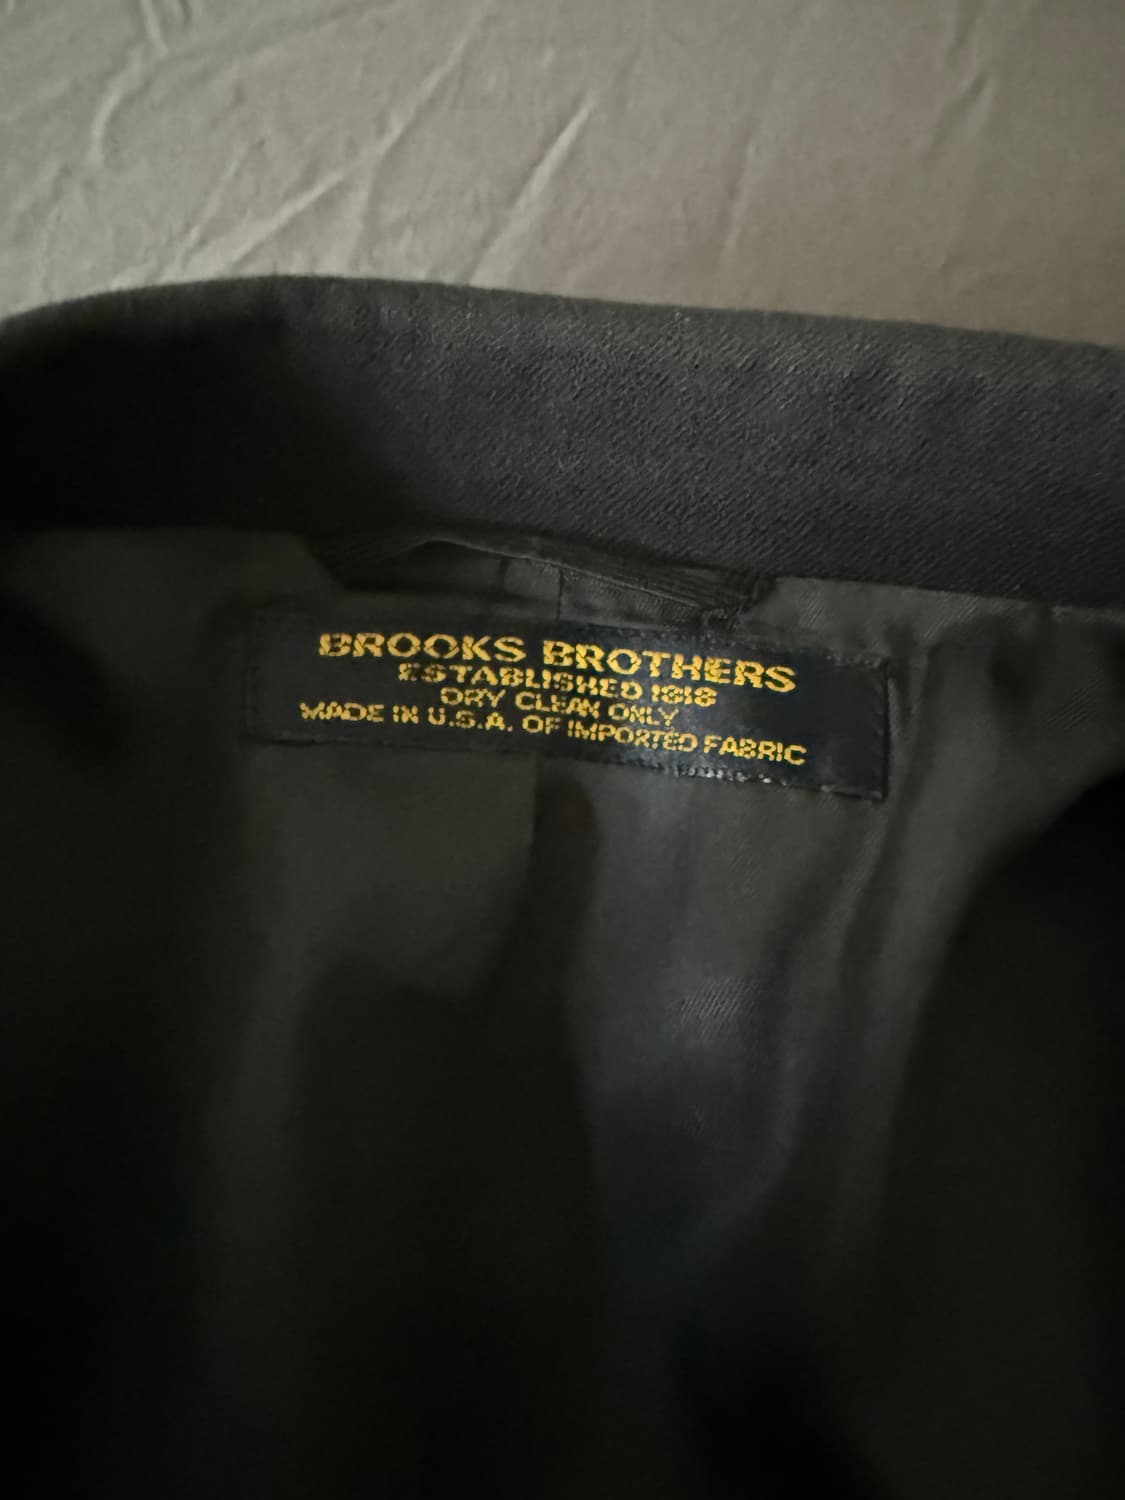 BROOKS BROTHERS
ESTABLISHED 1818
DRY CLEAN ONLY
MADE IN U.S.A. OF IMPORTED FABRIC